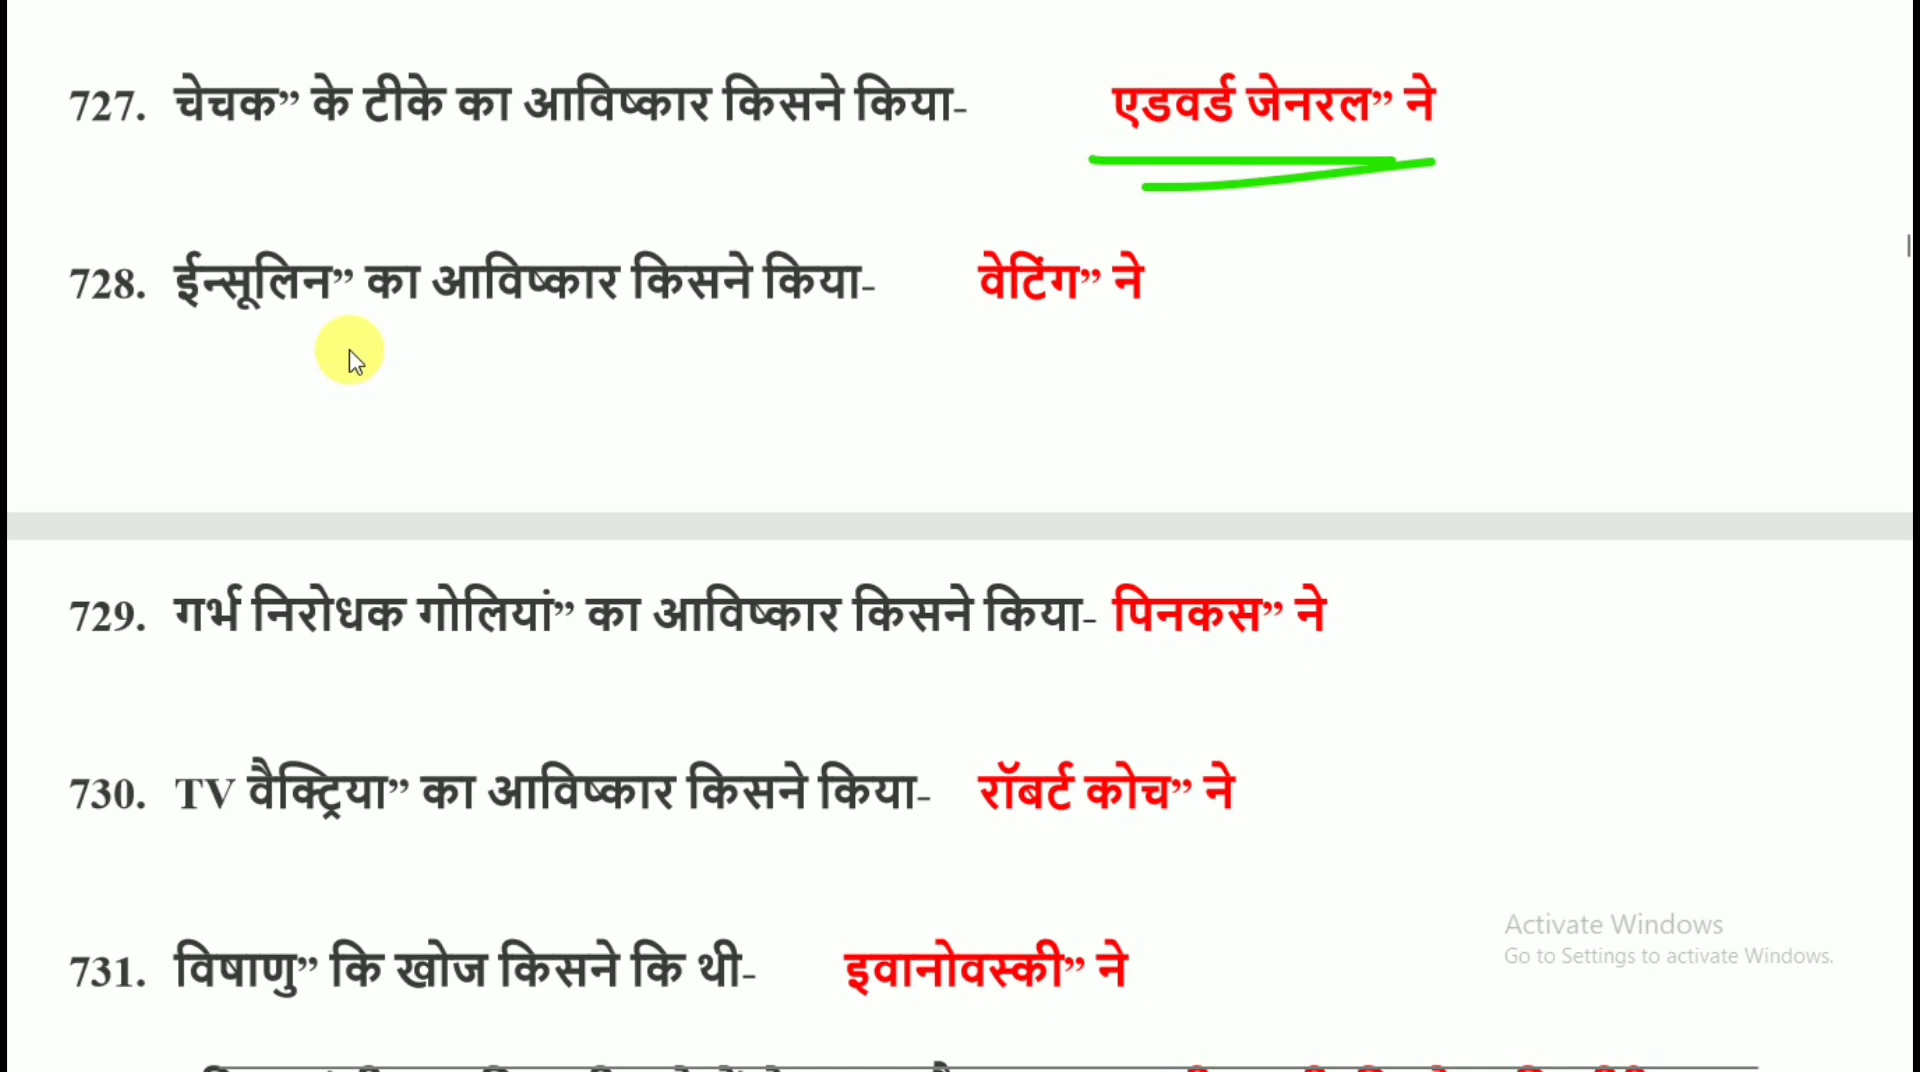 727. चेचक” के टीके का आविष्कार किसने किया- एडवर्ड जेनरल” ने
728. ईन्सूलिन” का आविष्कार किसने किया- वेटिंग” ने
729. गर्भ निरोधक गोलियां” का आविष्कार किसने किया- पिनकस” ने
730. TV वैक्ट्रिया” का आविष्कार किसने किया- रॉबर्ट कोच” ने
Activate Windows
Go to Settings to activate Windows.
731. विषाणु” कि खोज किसने कि थी- इवानोवस्की” ने